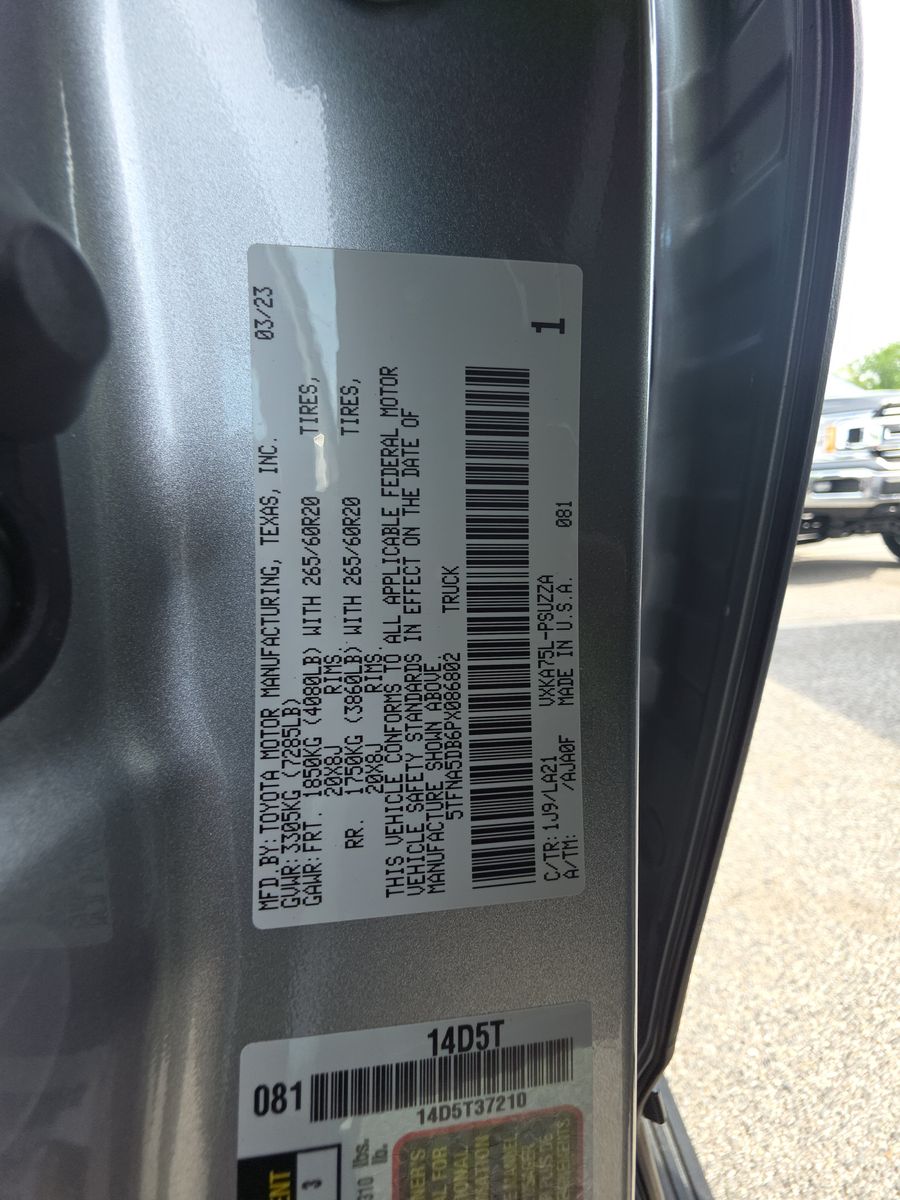 03/23
MFD. BY: TOYOTA MOTOR MANUFACTURING, TEXAS, INC.
GVWR: 3305KG (7285LB)
GAWR: FRT. 1850KG (4080LB) WITH 265/60R20 TIRES,
20X8J RIMS.
RR. 1750KG (3860LB) WITH 265/60R20 TIRES,
20X8J RIMS.
THIS VEHICLE CONFORMS TO ALL APPLICABLE FEDERAL MOTOR
VEHICLE SAFETY STANDARDS IN EFFECT ON THE DATE OF
MANUFACTURE SHOWN ABOVE.
5TFNA5DB6PX086802 TRUCK
1
C/TR: 1J9/LA21 VXKA75L-PSUZZA 081
A/TM: /AJA0F MADE IN U.S.A.
14D5T
081
14D5T37210
3
lbs.
lb.